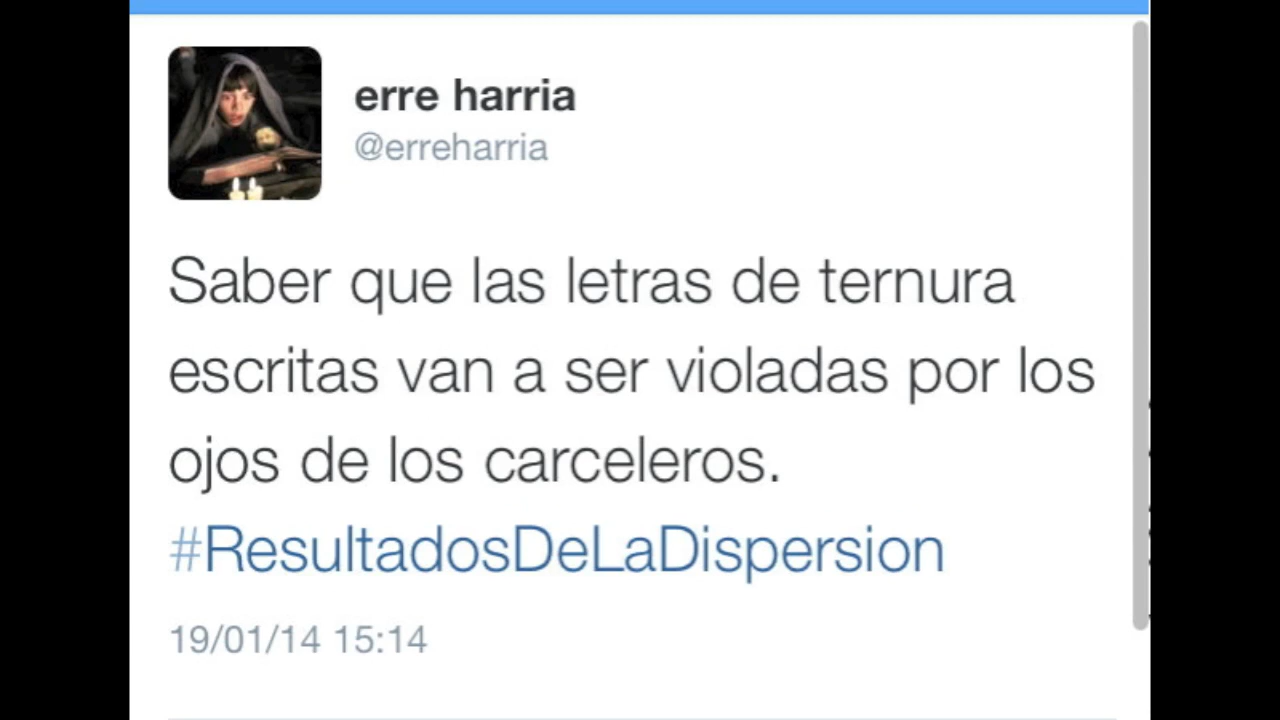 erre harria
@erreharria
Saber que las letras de ternura
escritas van a ser violadas por los
ojos de los carceleros.
#ResultadosDeLaDispersion
19/01/14 15:14